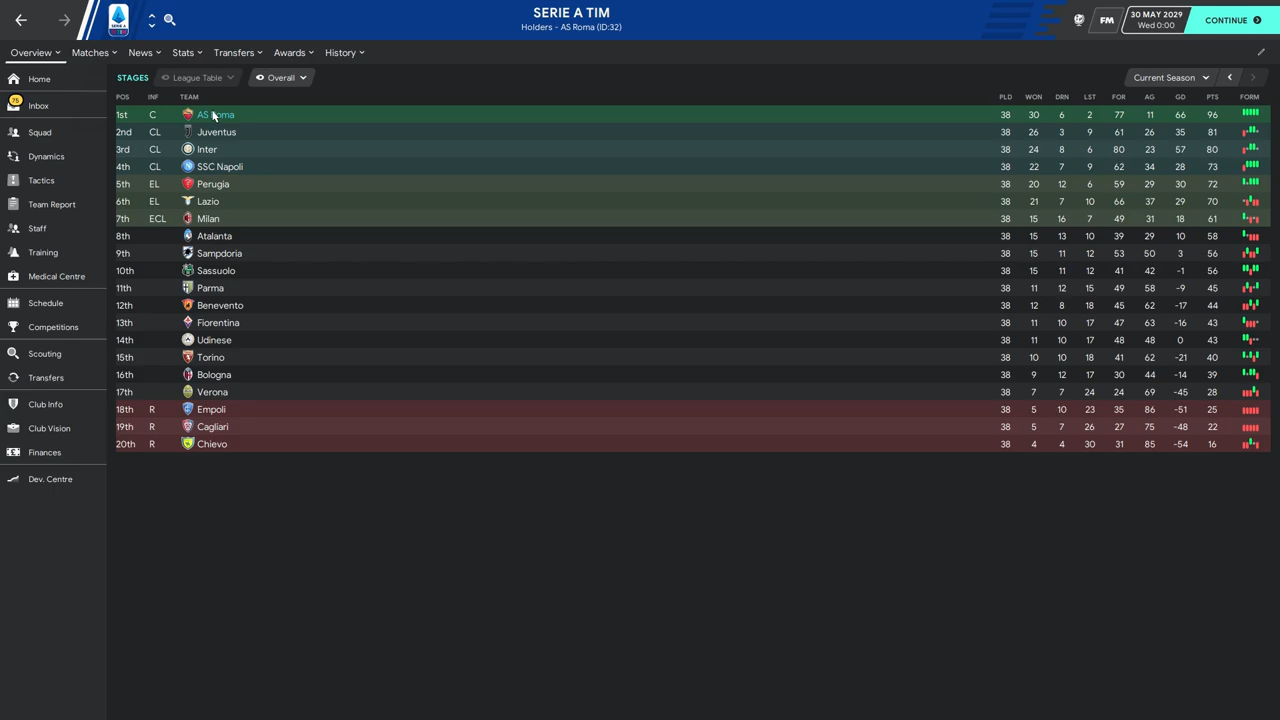 SERIE A TIM
Holders - AS Roma (ID:32)
FM
30 MAY 2029
Wed 0:00
CONTINUE
Overview
Matches
News
Stats
Transfers
Awards
History
STAGES
League Table
Overall
Current Season
Home
75
Inbox
Squad
Dynamics
Tactics
Team Report
Staff
Training
Medical Centre
Schedule
Competitions
Scouting
Transfers
Club Info
Club Vision
Finances
Dev. Centre
POS INF TEAM PLD WON DRN LST FOR AG GD PTS FORM
1st C AS Roma 38 30 6 2 77 11 66 96
2nd CL Juventus 38 26 3 9 61 26 35 81
3rd CL Inter 38 24 8 6 80 23 57 80
4th CL SSC Napoli 38 22 7 9 62 34 28 73
5th EL Perugia 38 20 12 6 59 29 30 72
6th EL Lazio 38 21 7 10 66 37 29 70
7th ECL Milan 38 15 16 7 49 31 18 61
8th Atalanta 38 15 13 10 39 29 10 58
9th Sampdoria 38 15 11 12 53 50 3 56
10th Sassuolo 38 15 11 12 41 42 -1 56
11th Parma 38 11 12 15 49 58 -9 45
12th Benevento 38 12 8 18 45 62 -17 44
13th Fiorentina 38 11 10 17 47 63 -16 43
14th Udinese 38 11 10 17 48 48 0 43
15th Torino 38 10 10 18 41 62 -21 40
16th Bologna 38 9 12 17 30 44 -14 39
17th Verona 38 7 7 24 24 69 -45 28
18th R Empoli 38 5 10 23 35 86 -51 25
19th R Cagliari 38 5 7 26 27 75 -48 22
20th R Chievo 38 4 4 30 31 85 -54 16